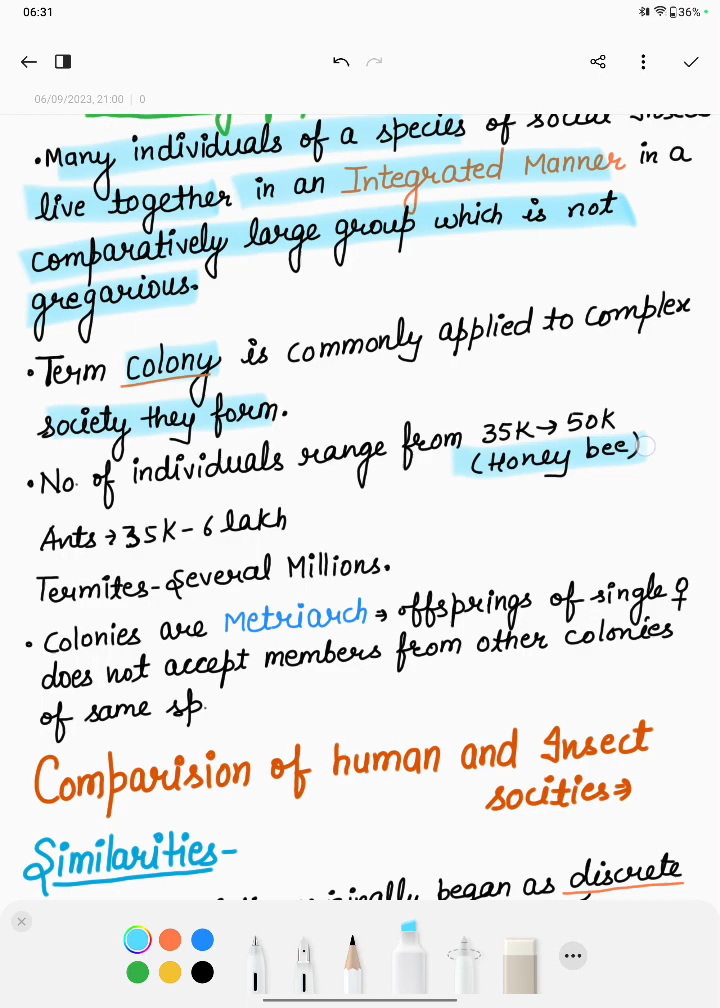 06:31
36%
06/09/2023, 21:00 | 0
•Many individuals of a species of social
live together in an Integrated Manner in a
comparatively large group which is not
gregarious.
•Term colony is commonly applied to complex
society they form.
•No. of individuals range from 35K→50K
(Honey bee)
Ants→35K-6 lakh
Termites-Several Millions.
•Colonies are Metriarch⇒offsprings of single♀
does not accept members from other colonies
of same sp.
Comparision of human and Insect
socities⇒
Similarities-
began as discrete